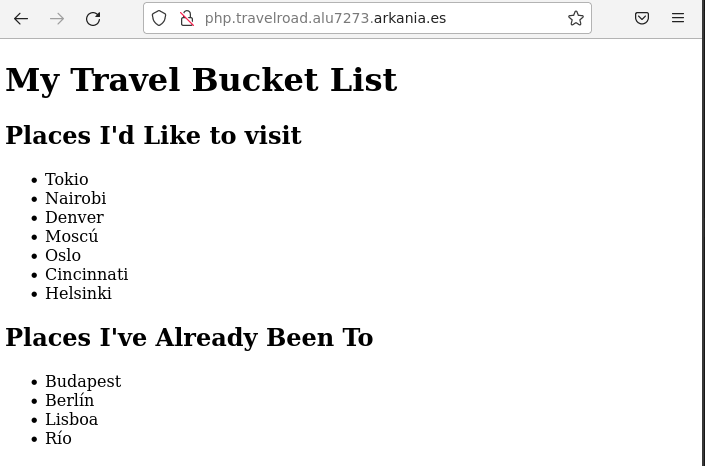 php.travelroad.alu7273.arkania.es
My Travel Bucket List
Places I'd Like to visit
• Tokio
• Nairobi
• Denver
• Moscú
• Oslo
• Cincinnati
• Helsinki
Places I've Already Been To
• Budapest
• Berlín
• Lisboa
• Río